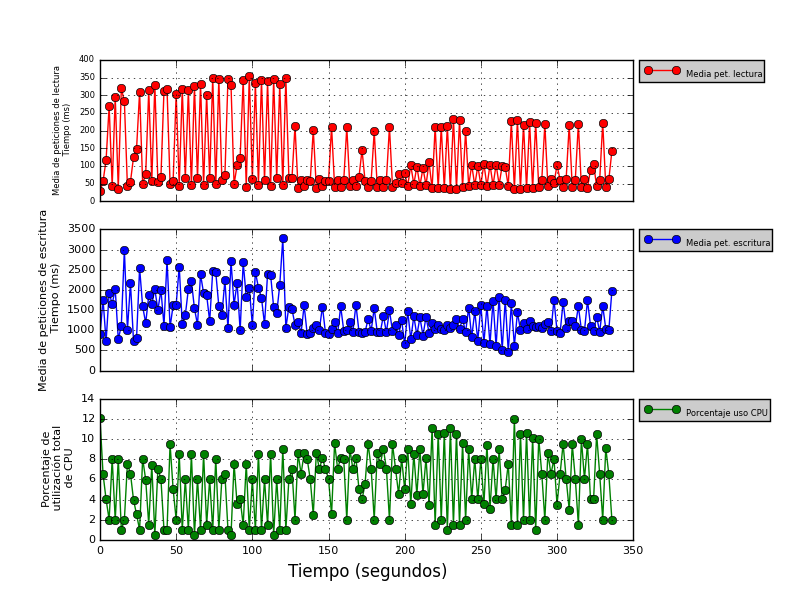 Media de peticiones de lectura
Tiempo (ms)
400
350
300
250
200
150
100
50
0
Media pet. lectura
Media de peticiones de escritura
Tiempo (ms)
3500
3000
2500
2000
1500
1000
500
0
Media pet. escritura
Porcentaje de
utilización total
de CPU
14
12
10
8
6
4
2
0
Porcentaje uso CPU
0 50 100 150 200 250 300 350
Tiempo (segundos)